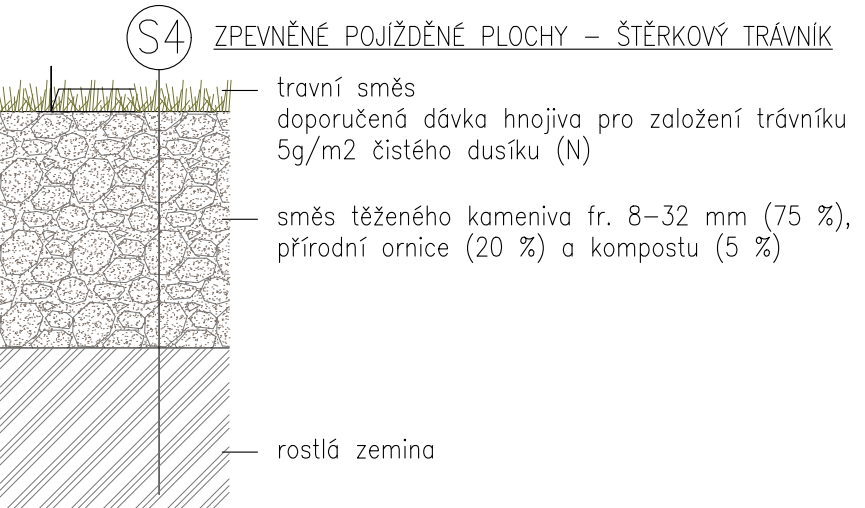 S4 ZPEVNĚNÉ POJÍŽDĚNÉ PLOCHY – ŠTĚRKOVÝ TRÁVNÍK
travní směs
doporučená dávka hnojiva pro založení trávníku
5g/m2 čistého dusíku (N)
směs těženého kameniva fr. 8–32 mm (75 %),
přírodní ornice (20 %) a kompostu (5 %)
rostlá zemina